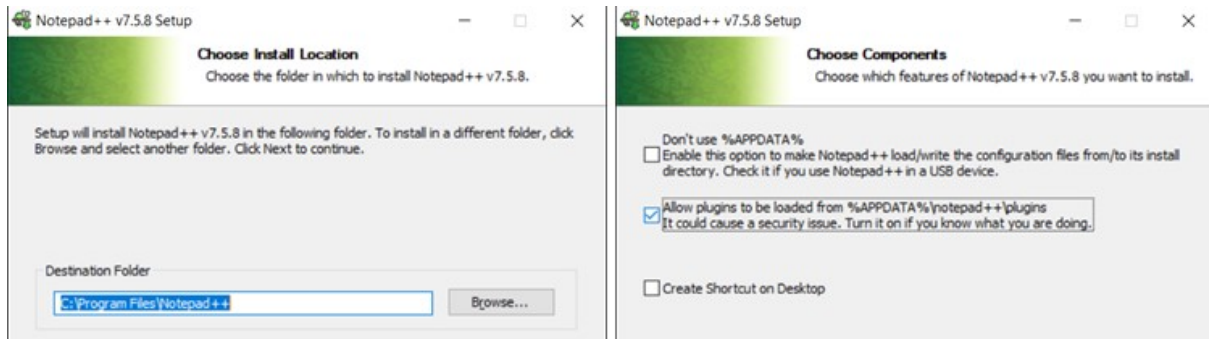 Notepad++ v7.5.8 Setup
Choose Install Location
Choose the folder in which to install Notepad++ v7.5.8.
Setup will install Notepad++ v7.5.8 in the following folder. To install in a different folder, click
Browse and select another folder. Click Next to continue.
Destination Folder
C:\Program Files\Notepad++
Browse...
Notepad++ v7.5.8 Setup
Choose Components
Choose which features of Notepad++ v7.5.8 you want to install.
Don't use %APPDATA%
Enable this option to make Notepad++ load/write the configuration files from/to its install
directory. Check it if you use Notepad++ in a USB device.
Allow plugins to be loaded from %APPDATA%\notepad++\plugins
It could cause a security issue. Turn it on if you know what you are doing.
Create Shortcut on Desktop